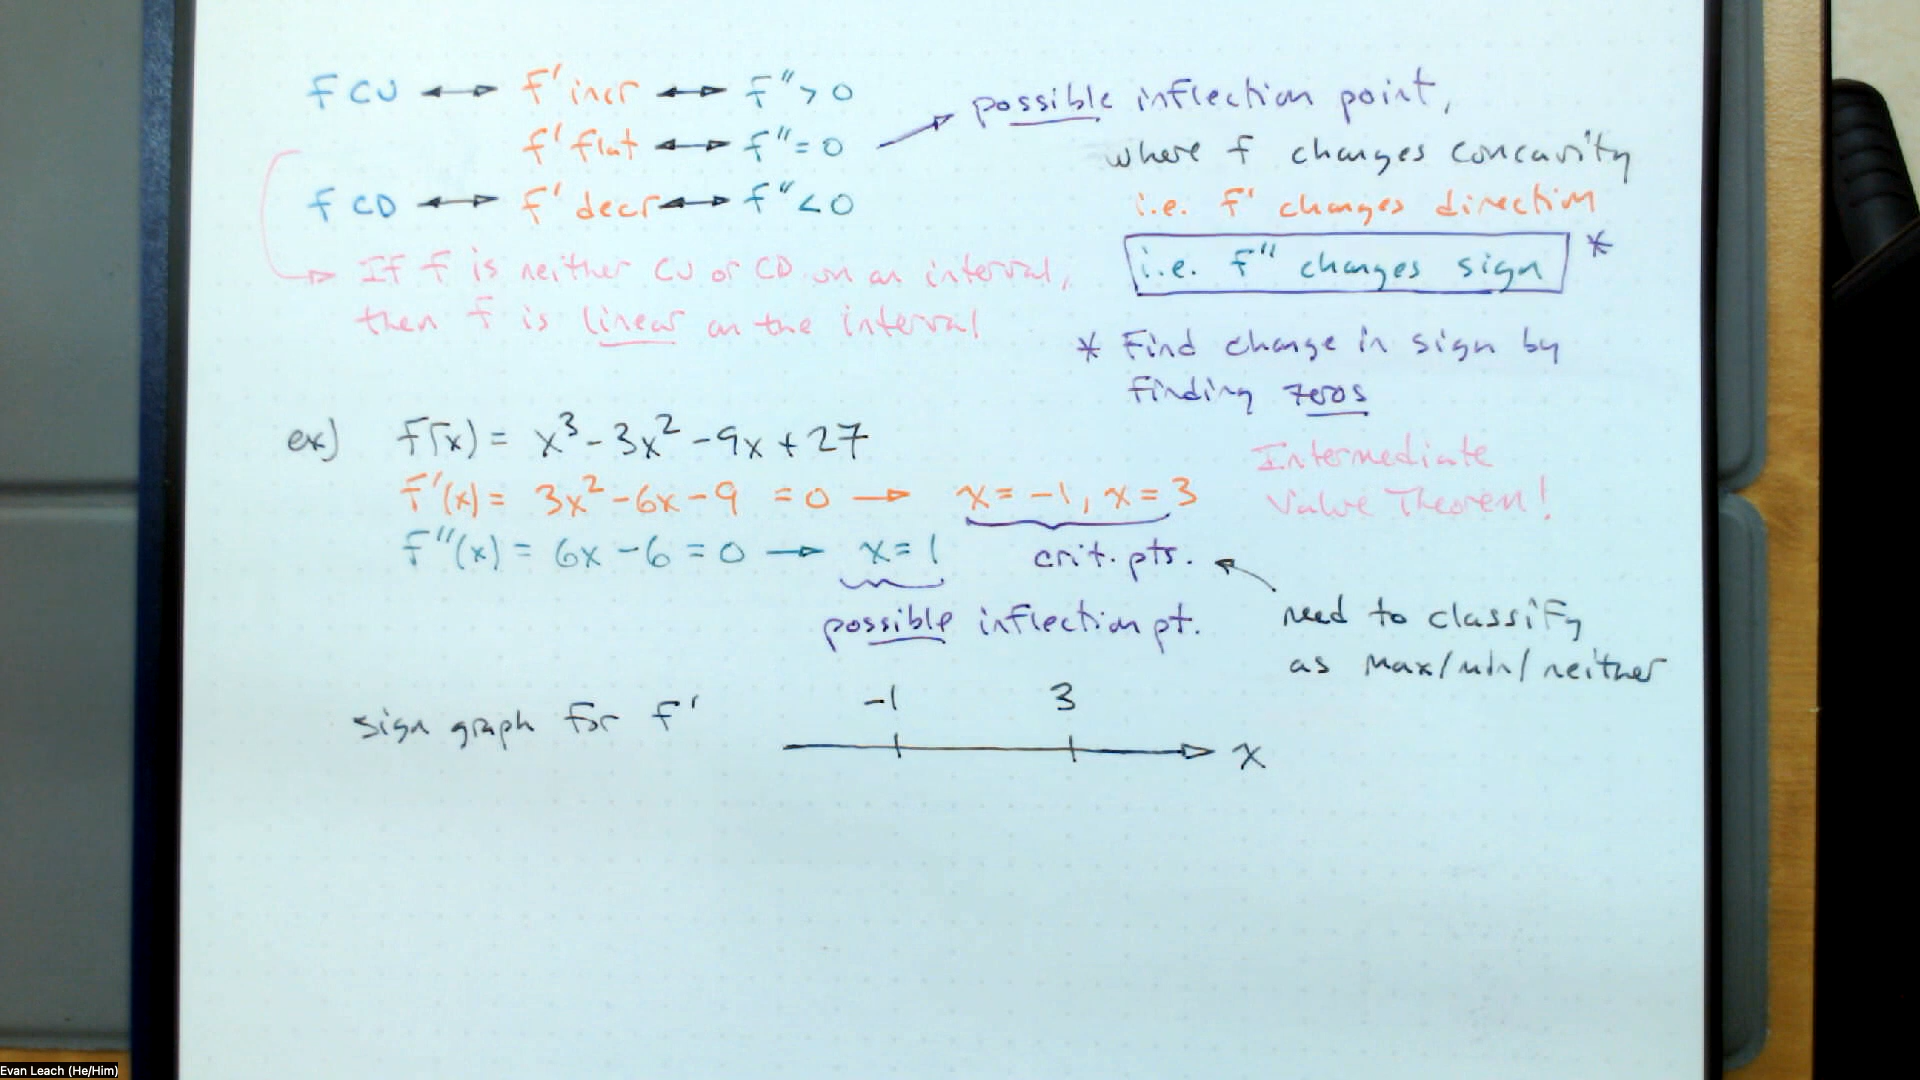 f CU ⟷ f' incr ⟷ f" > 0
f' flat ⟷ f" = 0
f CD ⟷ f' decr ⟷ f" < 0
possible inflection point,
where f changes concavity
i.e. f' changes direction
i.e. f" changes sign *
If f is neither CU or CD on an interval,
then f is linear on the interval
* Find change in sign by
finding zeros
Intermediate
Value Theorem!
ex) f(x) = x³ - 3x² - 9x + 27
f'(x) = 3x² - 6x - 9 = 0 → x = -1, x = 3
f"(x) = 6x - 6 = 0 → x = 1
crit. pts.
possible inflection pt.
need to classify
as max/min/neither
sign graph for f'
-1 3
x
Evan Leach (He/Him)